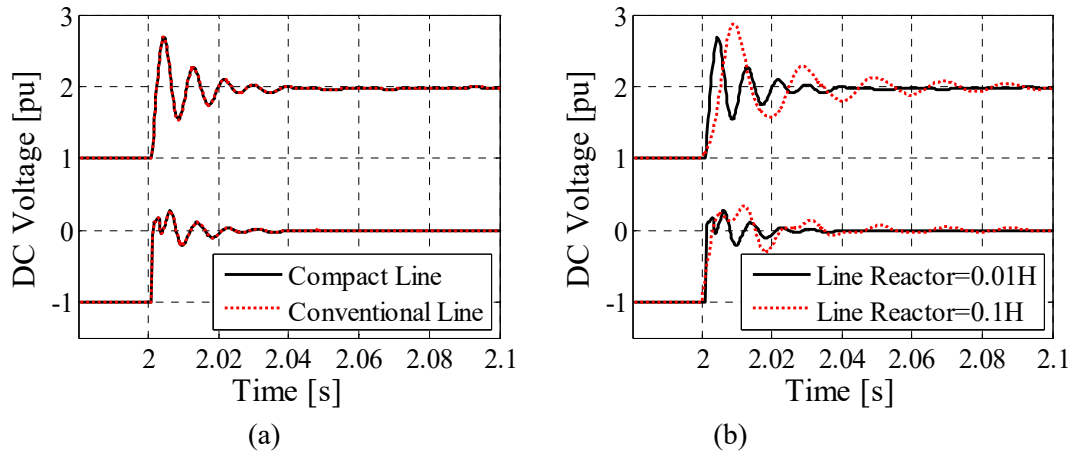 3
2
1
0
-1
DC Voltage [pu]
Compact Line
Conventional Line
2 2.02 2.04 2.06 2.08 2.1
Time [s]
(a)
3
2
1
0
-1
DC Voltage [pu]
Line Reactor=0.01H
Line Reactor=0.1H
2 2.02 2.04 2.06 2.08 2.1
Time [s]
(b)